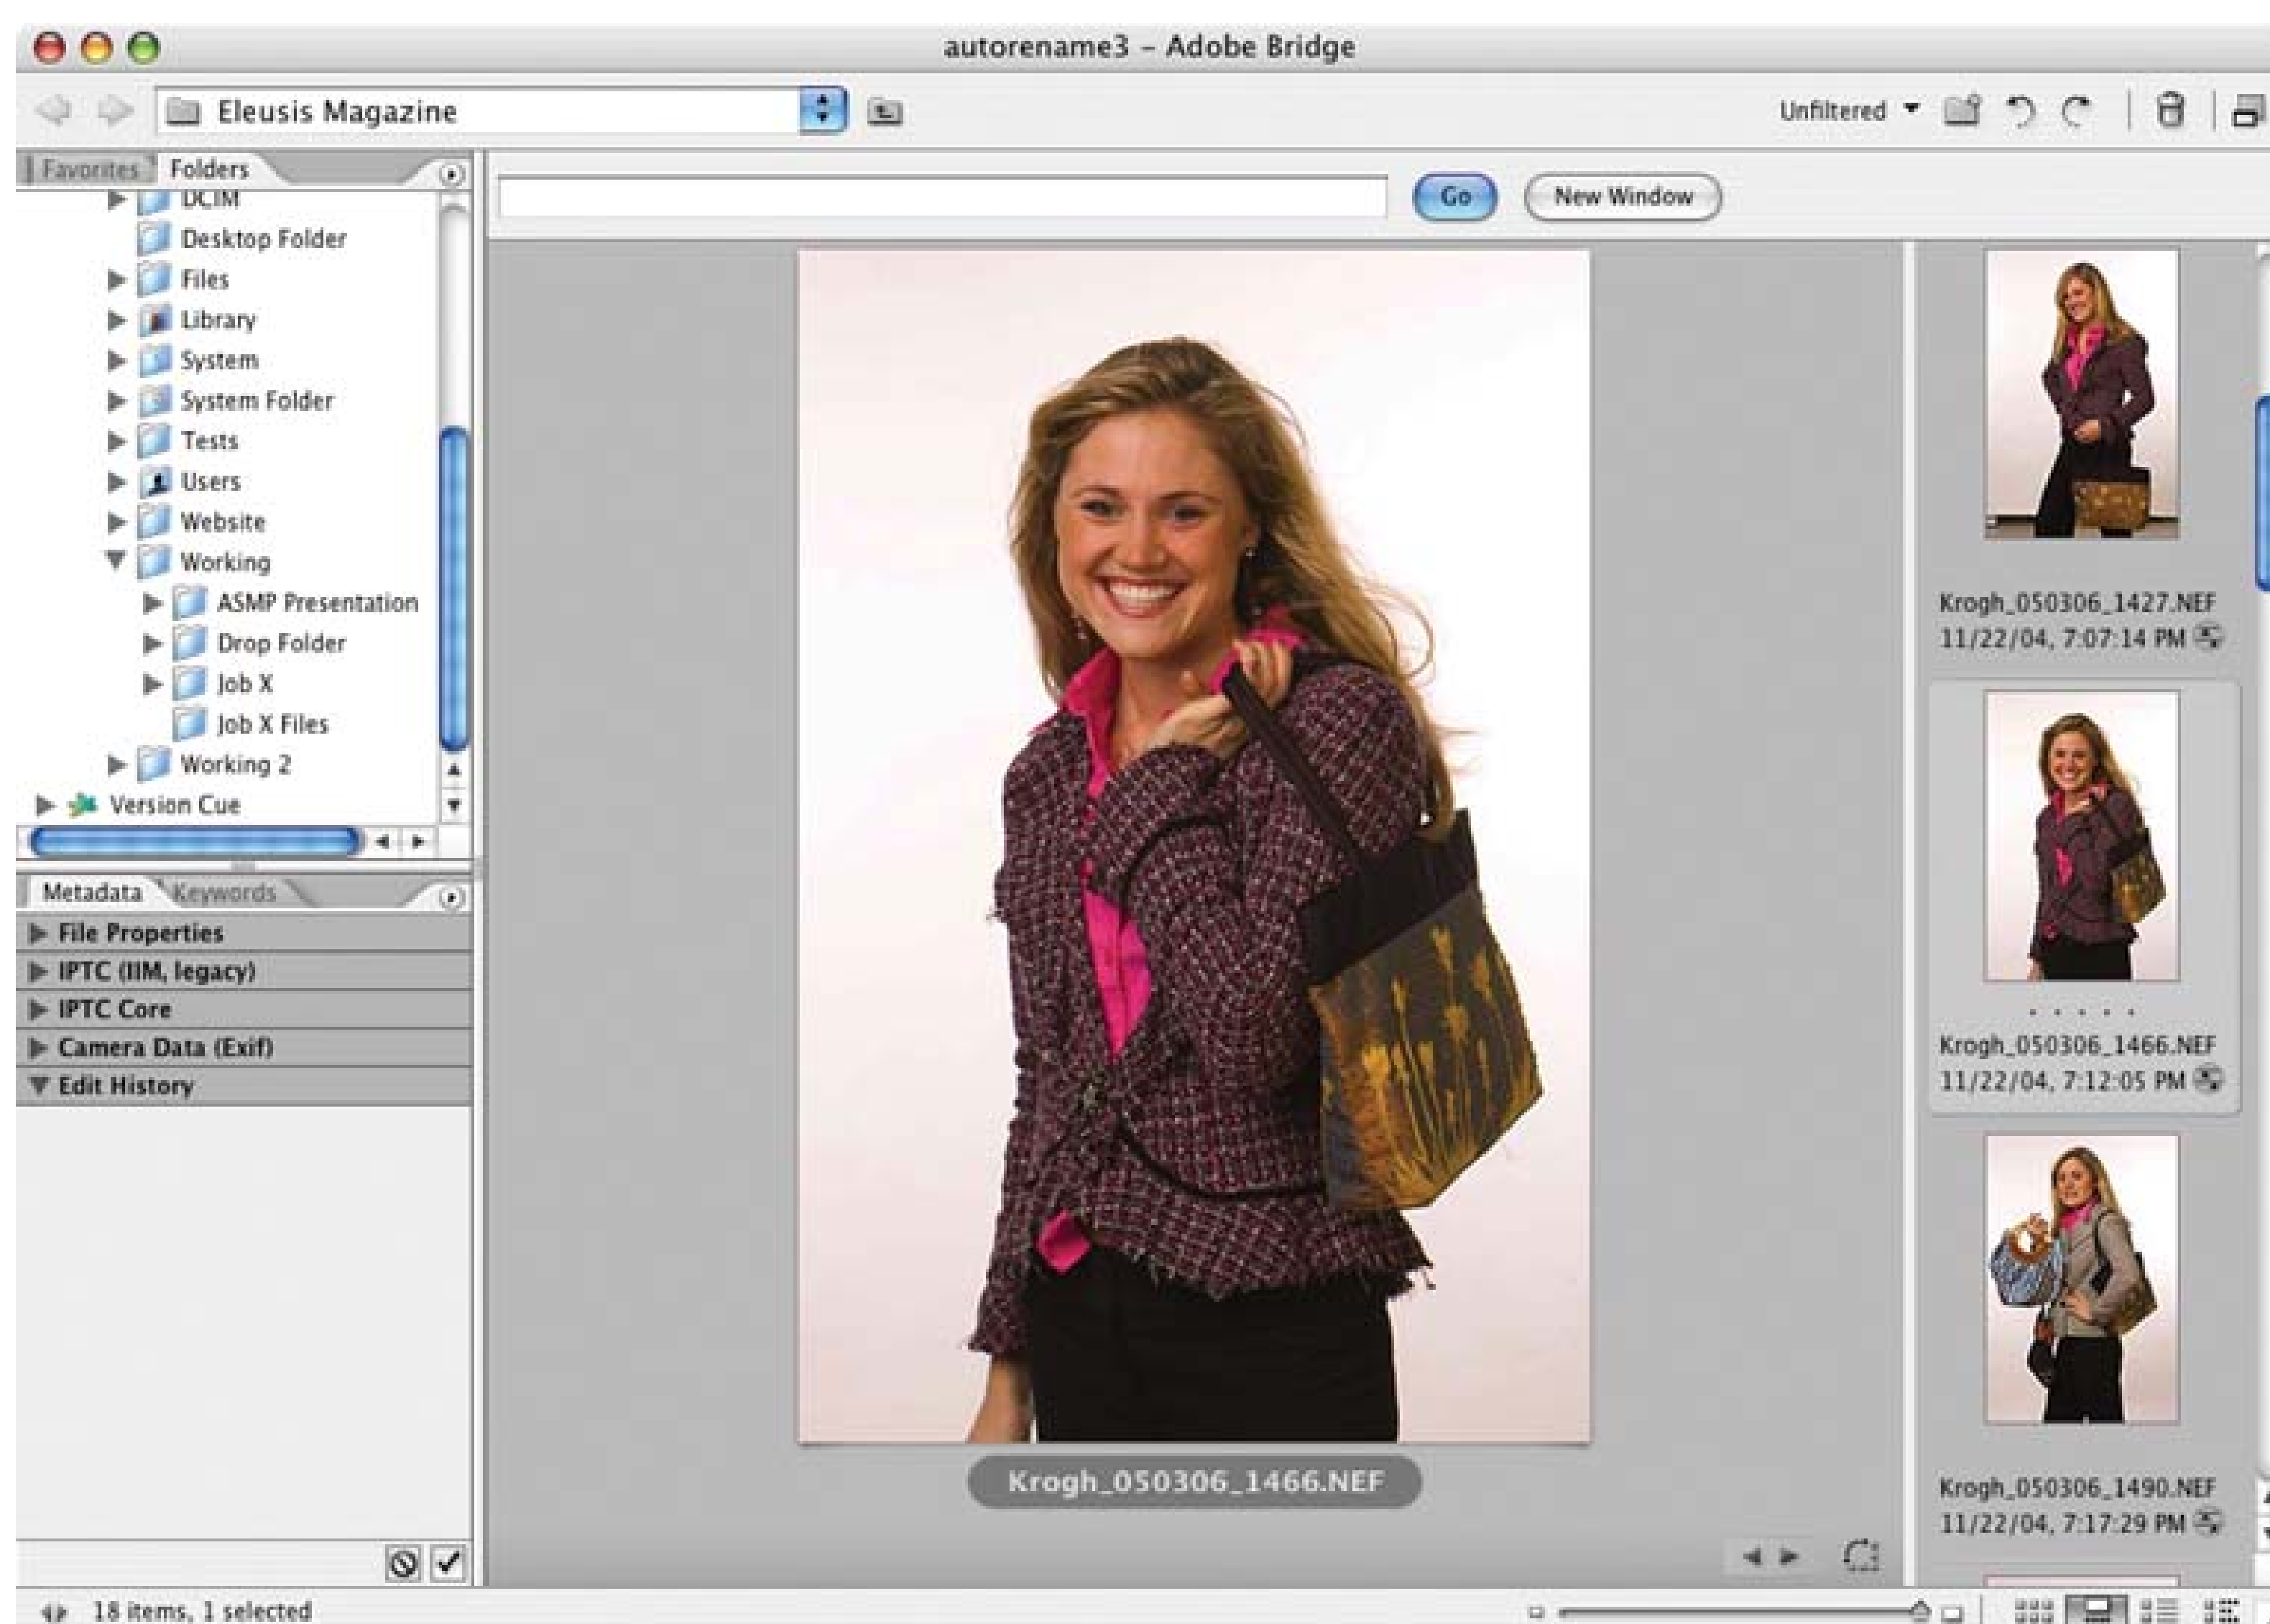 autorename3 – Adobe Bridge
Eleusis Magazine
Unfiltered
Favorites
Folders
Go
New Window
DCIM
Desktop Folder
Files
Library
System
System Folder
Tests
Users
Website
Working
ASMP Presentation
Drop Folder
Job X
Job X Files
Working 2
Version Cue
Metadata
Keywords
File Properties
IPTC (IIM, legacy)
IPTC Core
Camera Data (Exif)
Edit History
Krogh_050306_1466.NEF
Krogh_050306_1427.NEF
11/22/04, 7:07:14 PM
Krogh_050306_1466.NEF
11/22/04, 7:12:05 PM
Krogh_050306_1490.NEF
11/22/04, 7:17:29 PM
18 items, 1 selected